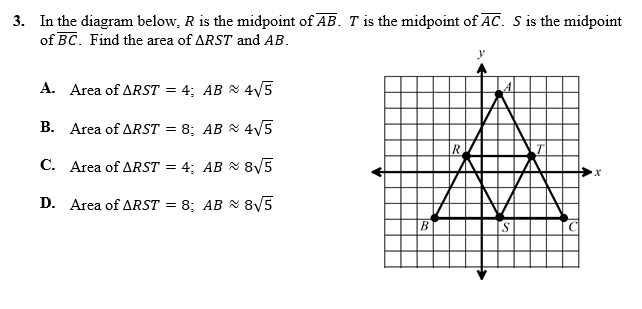 3. In the diagram below, R is the midpoint of AB. T is the midpoint of AC. S is the midpoint
of BC. Find the area of ΔRST and AB.
A. Area of ΔRST = 4; AB ≈ 4√5
B. Area of ΔRST = 8; AB ≈ 4√5
C. Area of ΔRST = 4; AB ≈ 8√5
D. Area of ΔRST = 8; AB ≈ 8√5
y
A
R
T
x
B
S
C